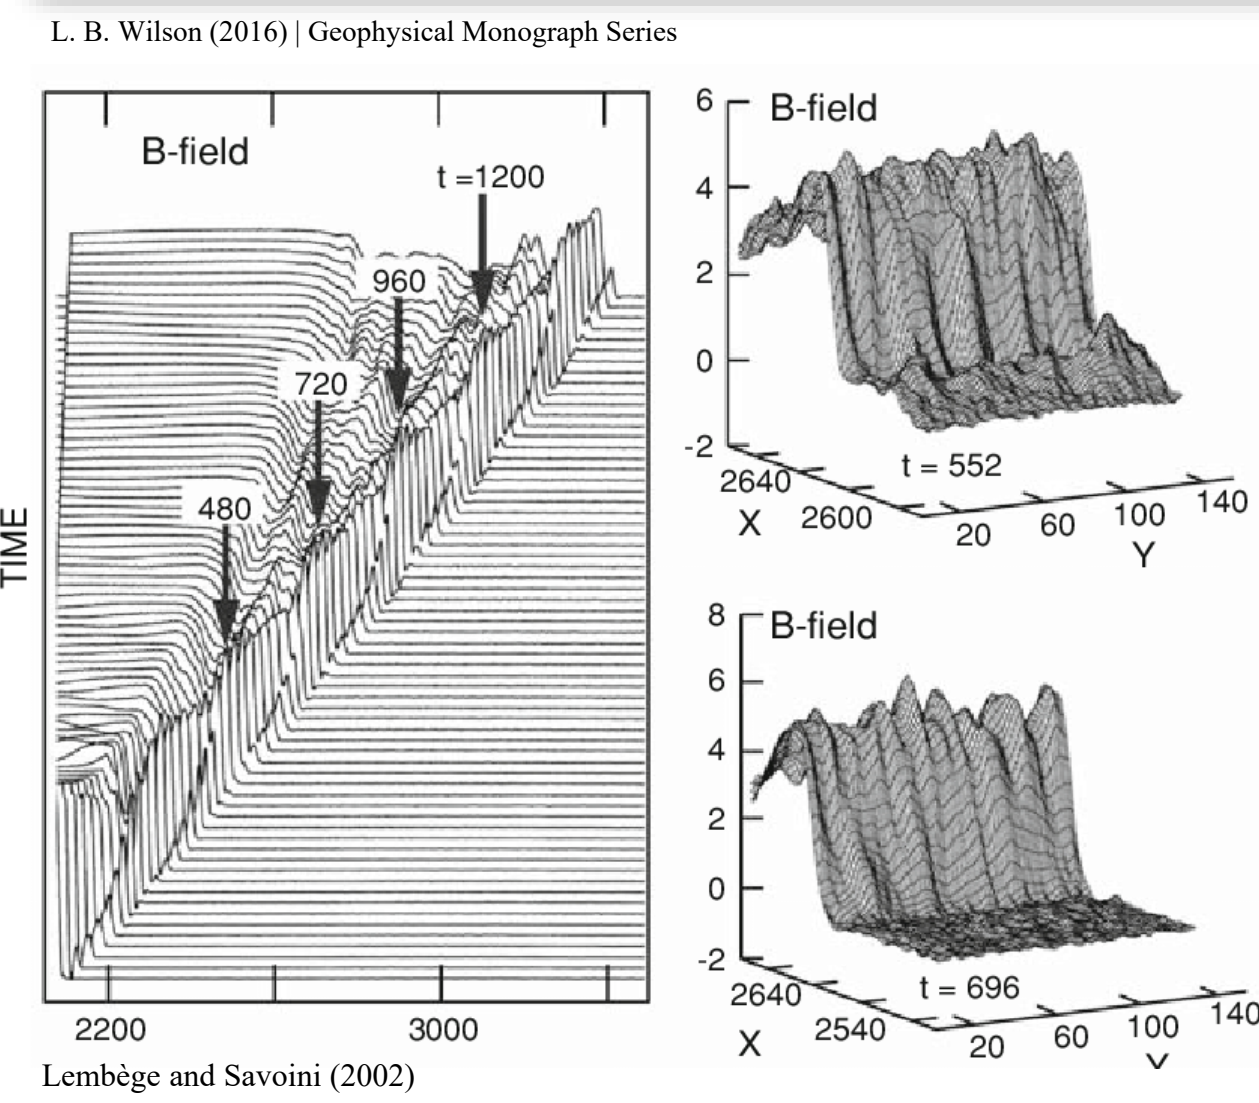 L. B. Wilson (2016) | Geophysical Monograph Series
B-field
t =1200
960
720
480
TIME
2200 3000
B-field
6
4
2
0
-2
t = 552
2640
2600
X
20 60 100 140
Y
B-field
8
6
4
2
0
-2
t = 696
2640
2540
X
20 60 100 140
Y
Lembège and Savoini (2002)